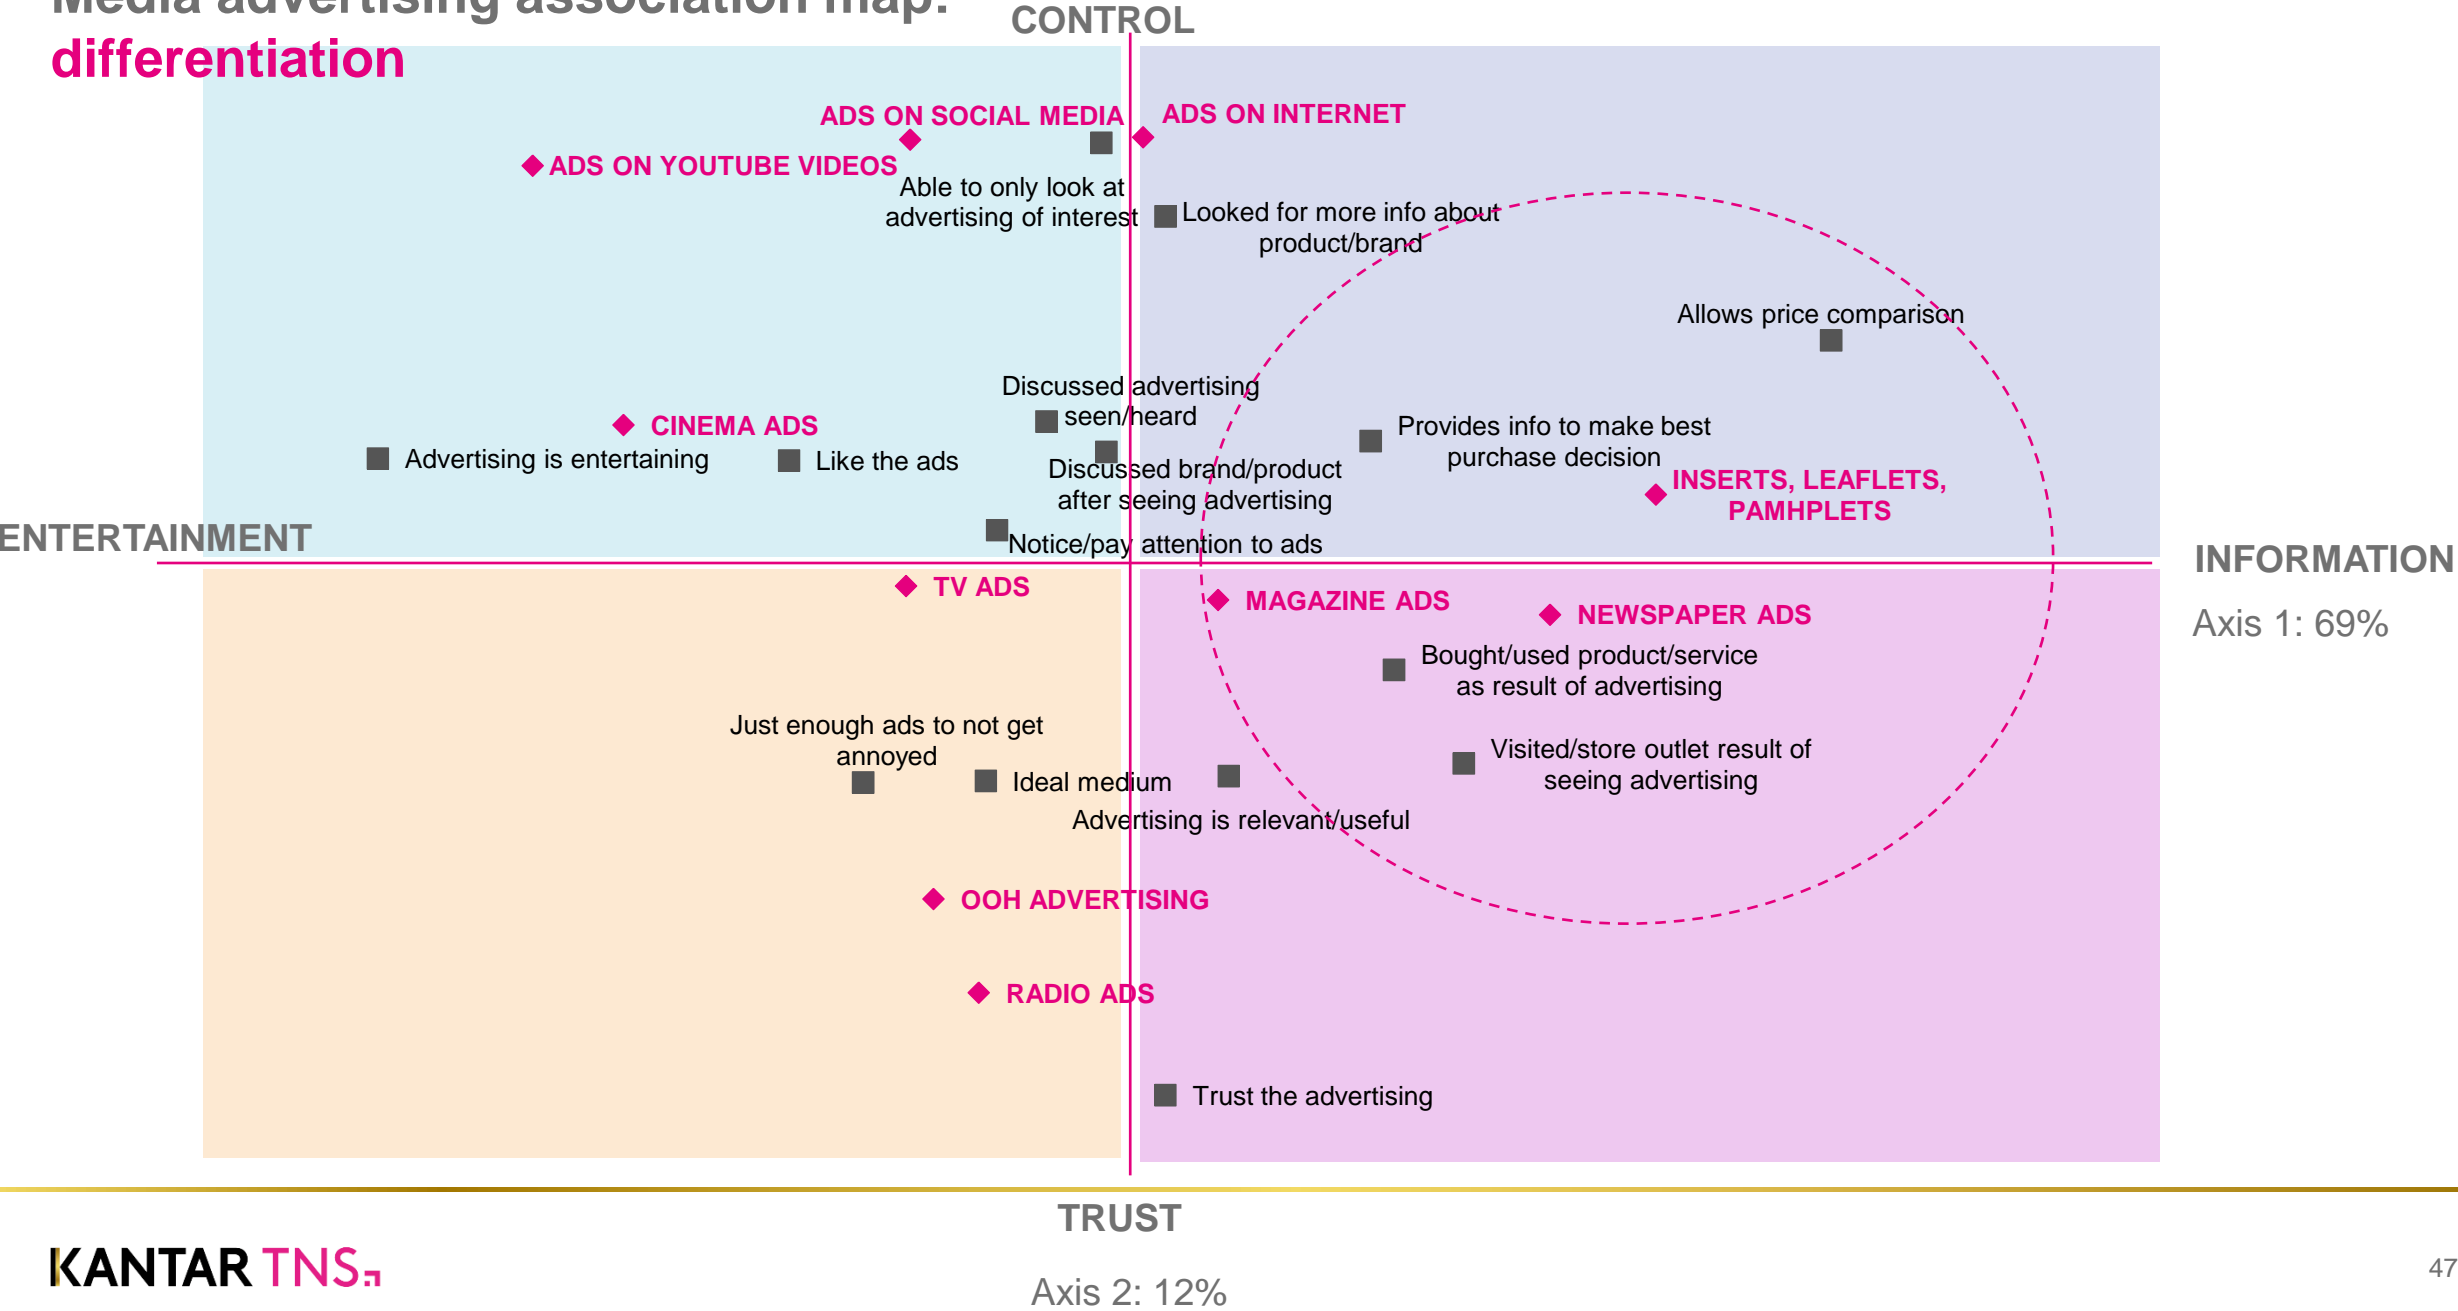 Media advertising association map:
differentiation
CONTROL
ADS ON SOCIAL MEDIA
ADS ON INTERNET
ADS ON YOUTUBE VIDEOS
Able to only look at
advertising of interest
Looked for more info about
product/brand
Allows price comparison
Discussed advertising
seen/heard
CINEMA ADS
Provides info to make best
purchase decision
Advertising is entertaining
Like the ads
Discussed brand/product
after seeing advertising
INSERTS, LEAFLETS,
PAMHPLETS
ENTERTAINMENT
Notice/pay attention to ads
INFORMATION
TV ADS
MAGAZINE ADS
NEWSPAPER ADS
Axis 1: 69%
Bought/used product/service
as result of advertising
Just enough ads to not get
annoyed
Visited/store outlet result of
seeing advertising
Ideal medium
Advertising is relevant/useful
OOH ADVERTISING
RADIO ADS
Trust the advertising
TRUST
KANTAR TNS
Axis 2: 12%
47